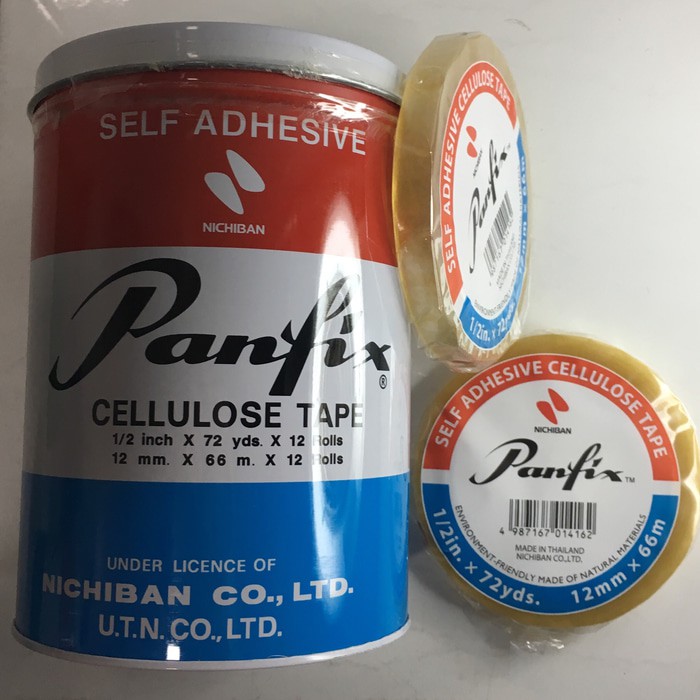 SELF ADHESIVE
NICHIBAN
Panfix®
CELLULOSE TAPE
1/2 inch X 72 yds. X 12 Rolls
12 mm. X 66 m. X 12 Rolls
UNDER LICENCE OF
NICHIBAN CO., LTD.
U.T.N. CO., LTD.
SELF ADHESIVE CELLULOSE TAPE
NICHIBAN
Panfix™
1/2in. x 72yds.
SELF ADHESIVE CELLULOSE TAPE
NICHIBAN
Panfix™
4 987167 014162
MADE IN THAILAND
NICHIBAN CO.,LTD.
ENVIRONMENT-FRIENDLY MADE OF NATURAL MATERIALS
1/2in. × 72yds. 12mm × 66m